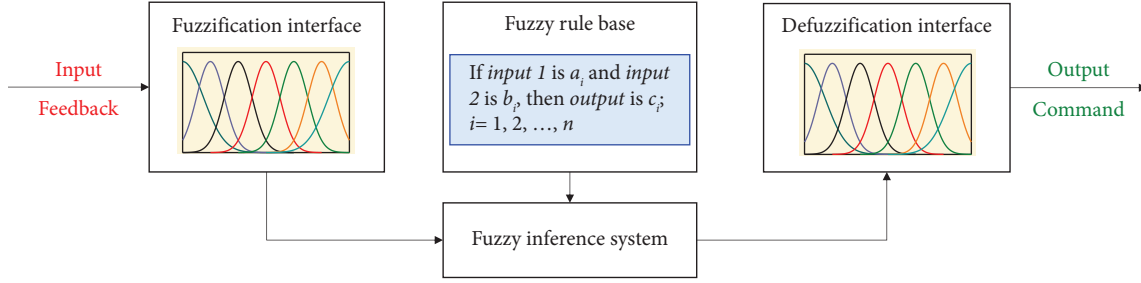 Fuzzification interface
Fuzzy rule base
Defuzzification interface
Input
Feedback
If input 1 is aᵢ and input
2 is bᵢ, then output is cᵢ;
i= 1, 2, …, n
Output
Command
Fuzzy inference system